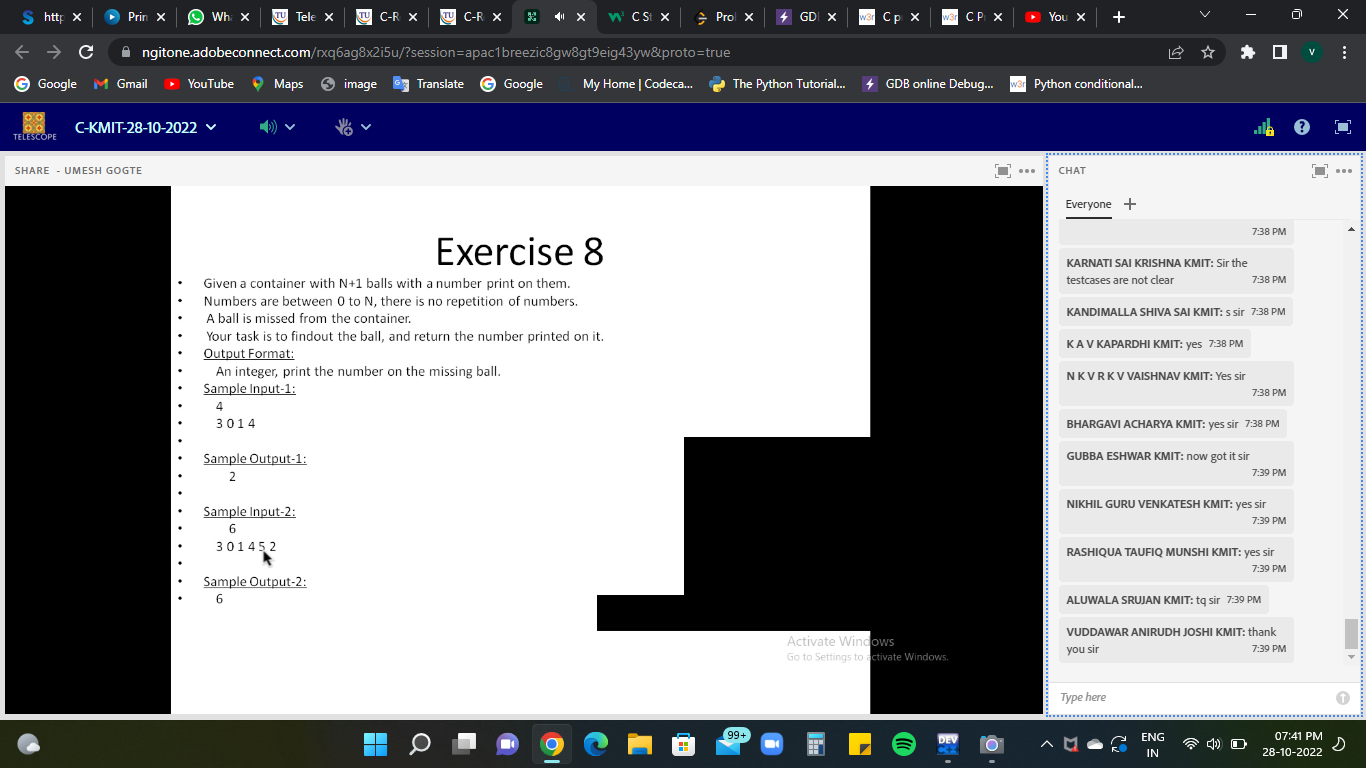 http
Prin
Wha
Tele
C-R
C-R
C St
Prol
GDI
C p
C P
You
ngitone.adobeconnect.com/rxq6ag8x2i5u/?session=apac1breezic8gw8gt9eig43yw&proto=true
V
Google
Gmail
YouTube
Maps
image
Translate
Google
My Home | Codeca...
The Python Tutorial...
GDB online Debug...
Python conditional...
TELESCOPE
C-KMIT-28-10-2022
SHARE - UMESH GOGTE
Exercise 8
• Given a container with N+1 balls with a number print on them.
• Numbers are between 0 to N, there is no repetition of numbers.
• A ball is missed from the container.
• Your task is to findout the ball, and return the number printed on it.
• Output Format:
• An integer, print the number on the missing ball.
• Sample Input-1:
• 4
• 3 0 1 4
•
• Sample Output-1:
• 2
•
• Sample Input-2:
• 6
• 3 0 1 4 5 2
•
• Sample Output-2:
• 6
Activate Windows
Go to Settings to activate Windows.
CHAT
Everyone
7:38 PM
KARNATI SAI KRISHNA KMIT: Sir the
testcases are not clear 7:38 PM
KANDIMALLA SHIVA SAI KMIT: s sir 7:38 PM
K A V KAPARDHI KMIT: yes 7:38 PM
N K V R K V VAISHNAV KMIT: Yes sir
7:38 PM
BHARGAVI ACHARYA KMIT: yes sir 7:38 PM
GUBBA ESHWAR KMIT: now got it sir
7:39 PM
NIKHIL GURU VENKATESH KMIT: yes sir
7:39 PM
RASHIQUA TAUFIQ MUNSHI KMIT: yes sir
7:39 PM
ALUWALA SRUJAN KMIT: tq sir 7:39 PM
VUDDAWAR ANIRUDH JOSHI KMIT: thank
you sir 7:39 PM
Type here
99+
DEV
ENG
IN
07:41 PM
28-10-2022